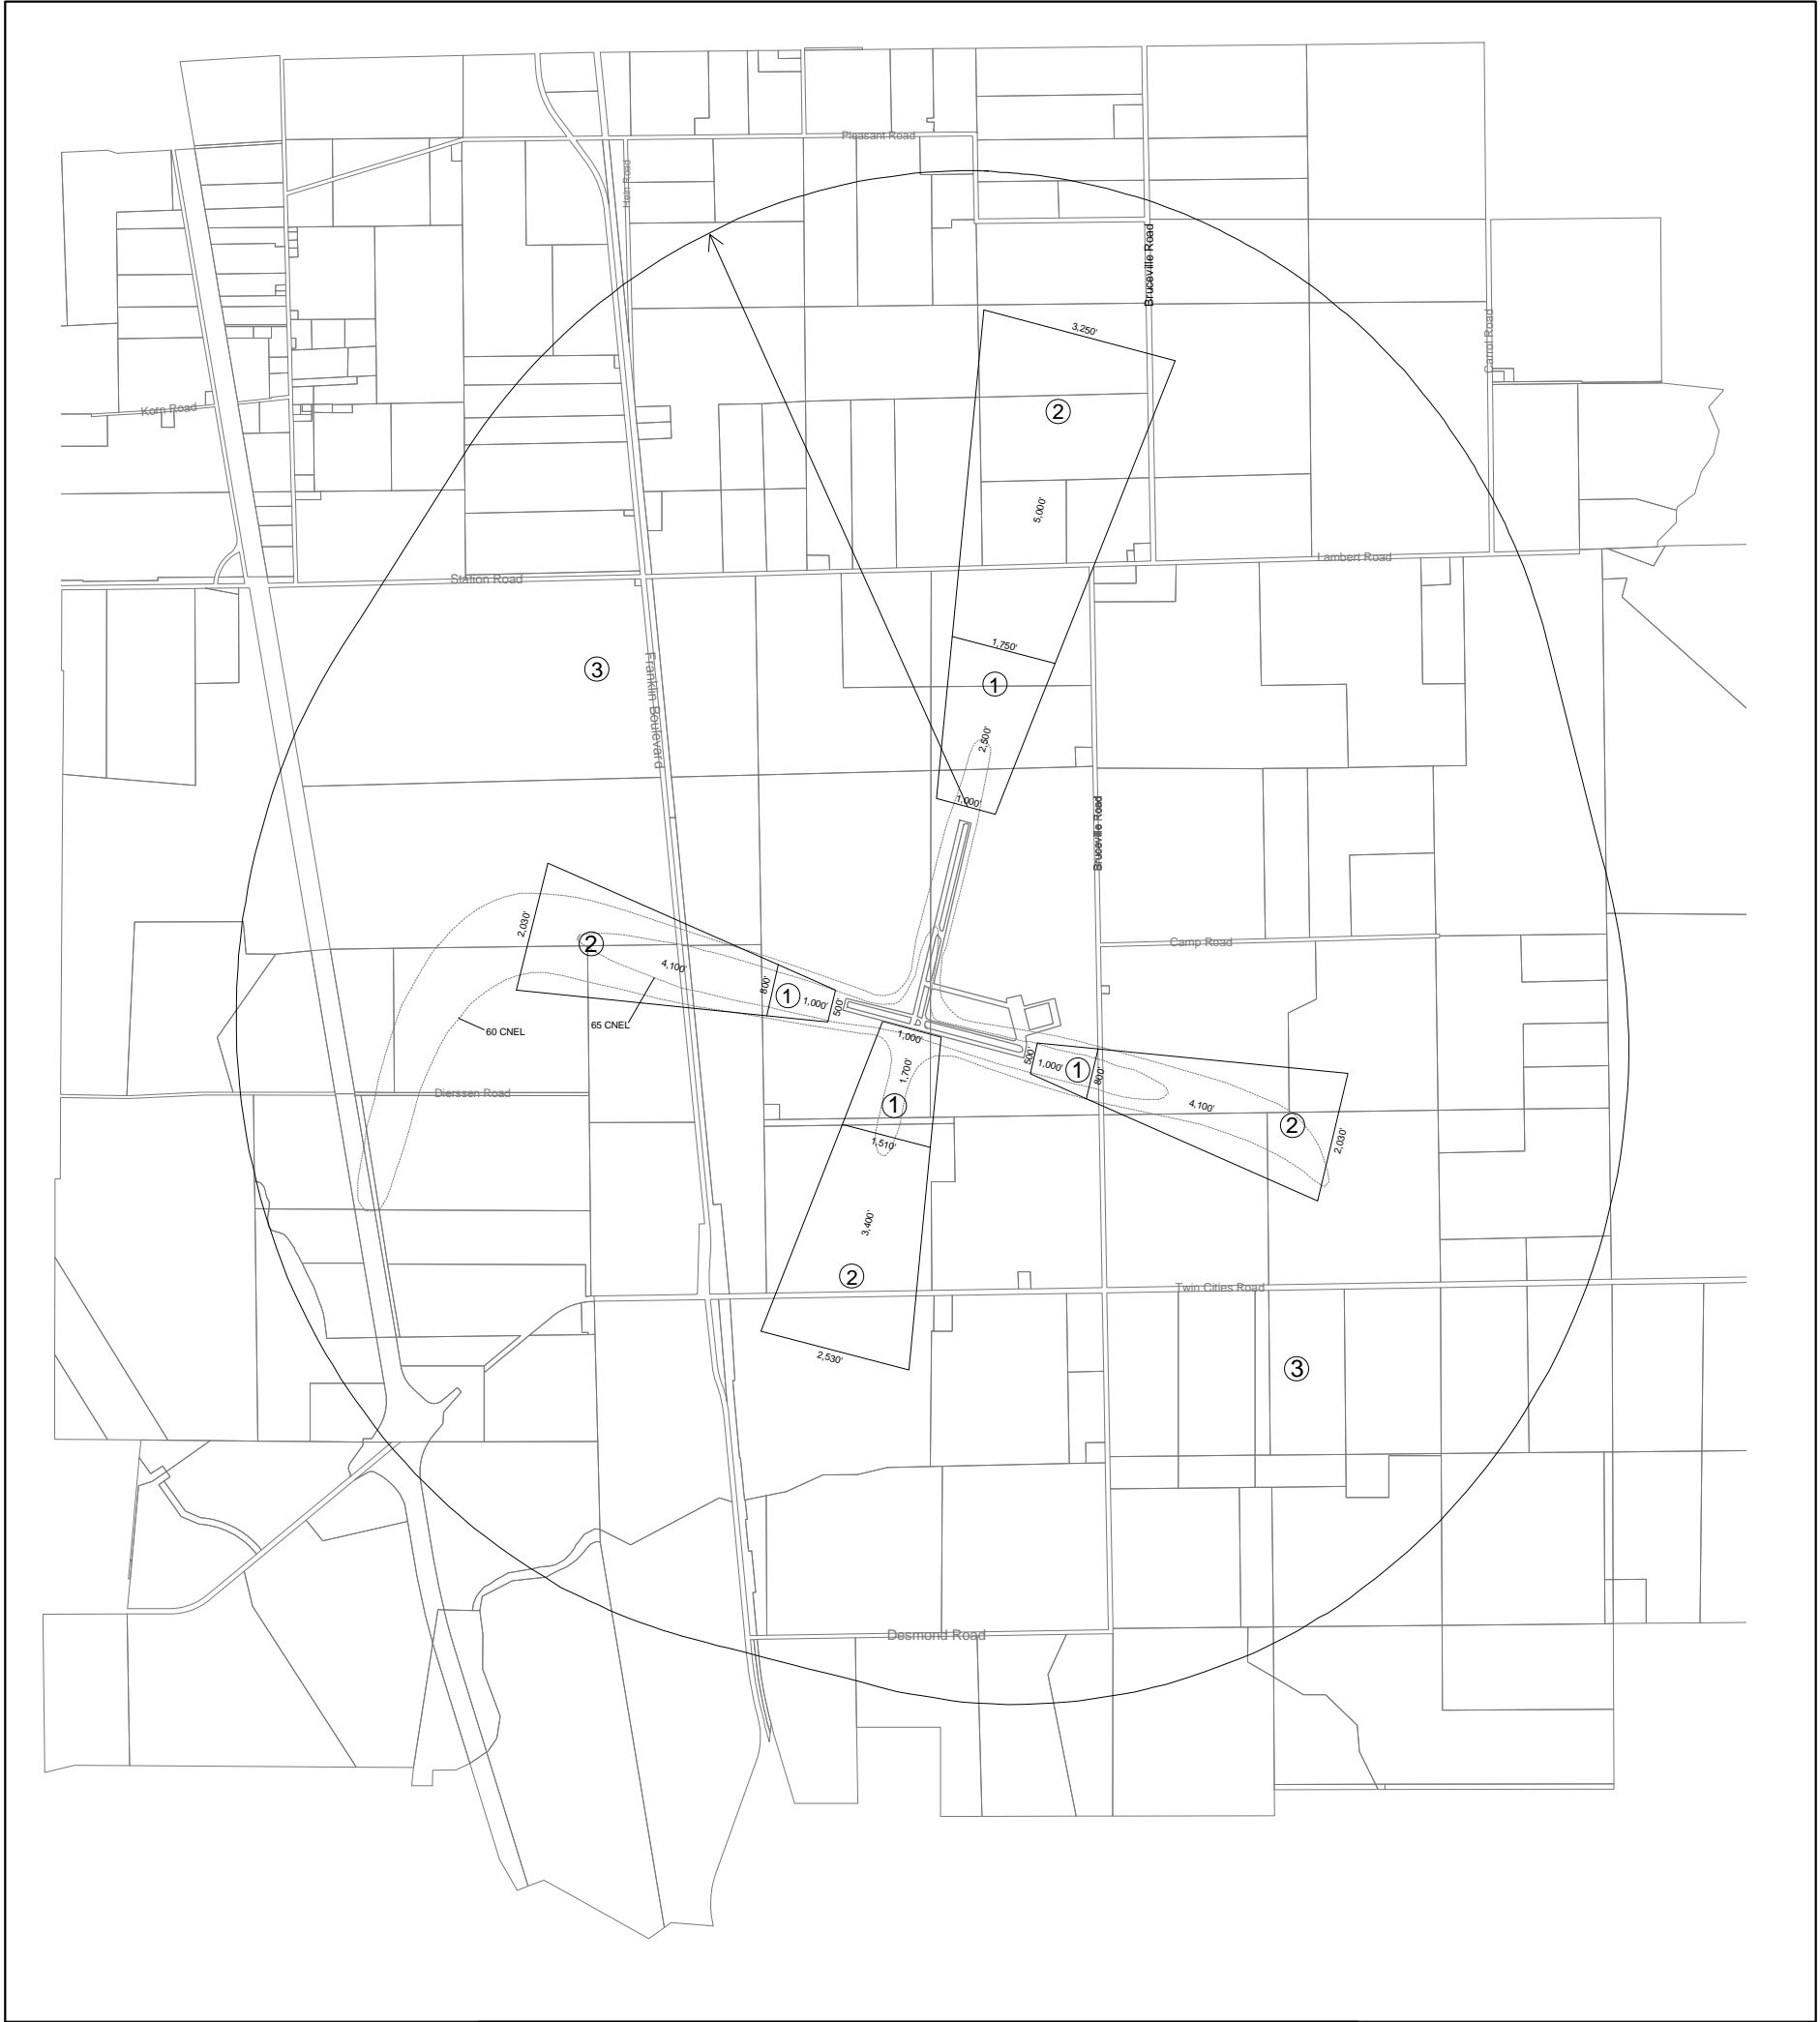 Pleasant Road
Hein Road
Bruceville Road
3,250'
Carrol Road
Korn Road
2
5,000'
Lambert Road
Station Road
1,750'
3
Franklin Boulevard
1
2,500'
1,000'
Bruceville Road
2,030'
2
Camp Road
4,100'
800'
1
1,000'
500'
60 CNEL
65 CNEL
1,000'
500'
1,000'
1
800'
1,700'
Dierssen Road
1
4,100'
2
2,030'
1,510'
3,400'
2
Twin Cities Road
2,530'
3
Desmond Road